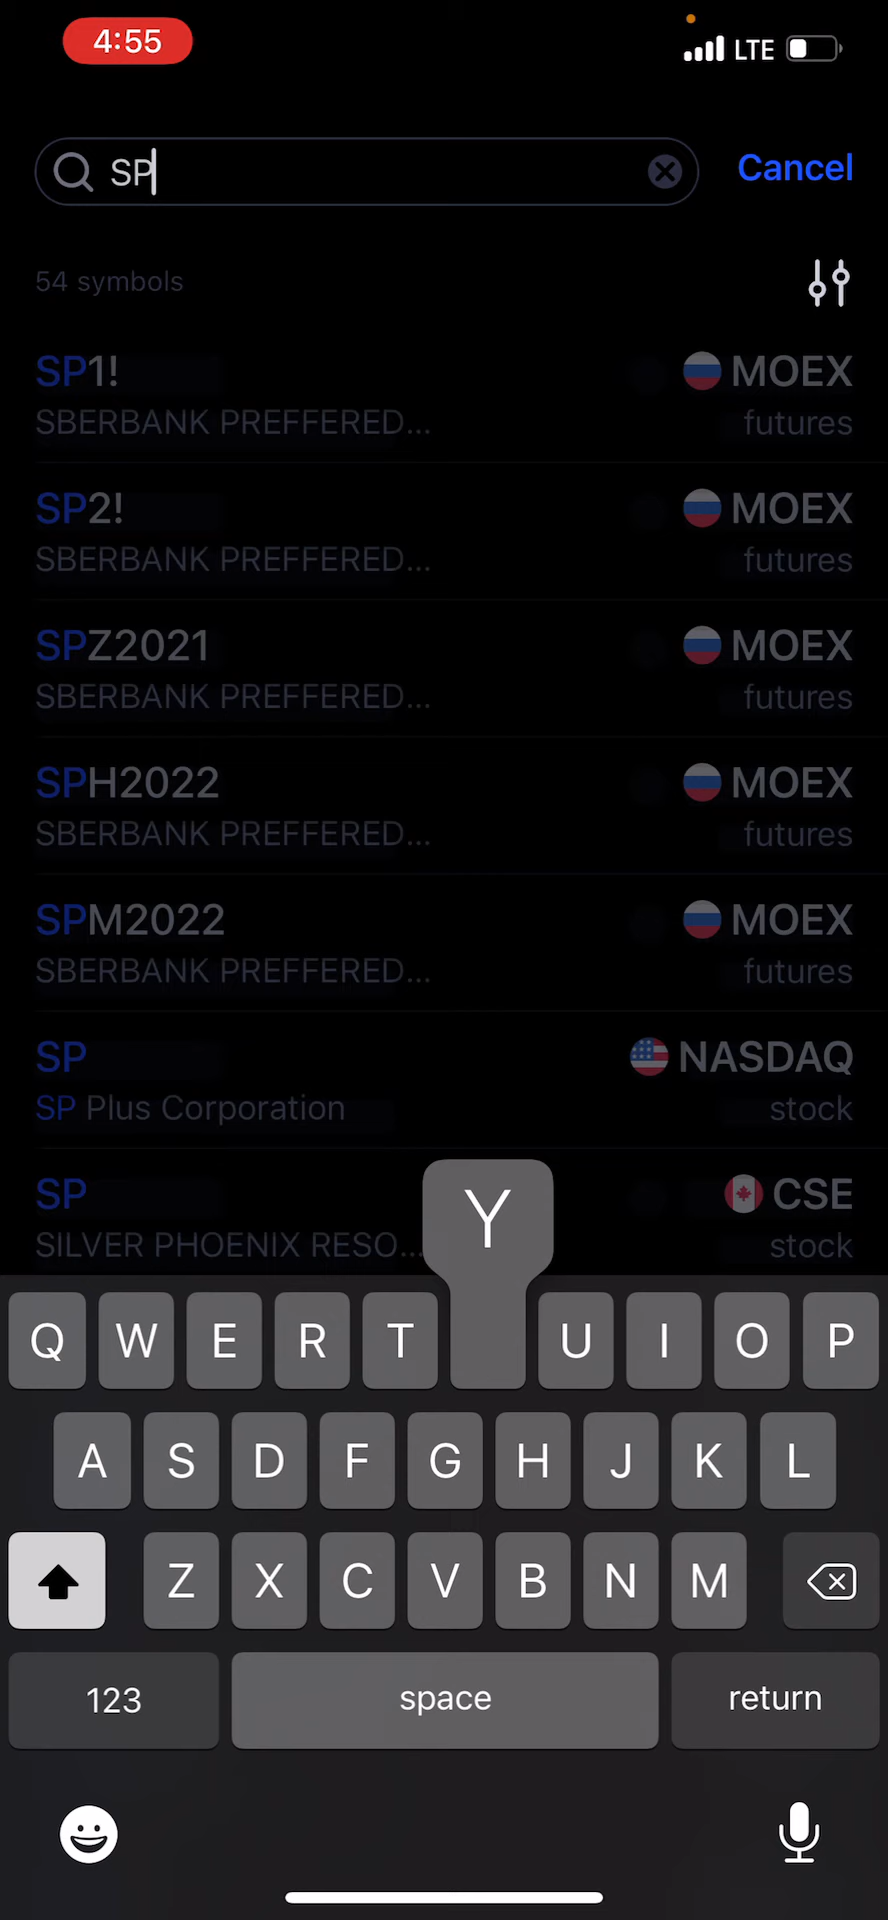 4:55 LTE
SP Cancel
54 symbols
SP1! MOEX
SBERBANK PREFFERED... futures
SP2! MOEX
SBERBANK PREFFERED... futures
SPZ2021 MOEX
SBERBANK PREFFERED... futures
SPH2022 MOEX
SBERBANK PREFFERED... futures
SPM2022 MOEX
SBERBANK PREFFERED... futures
SP NASDAQ
SP Plus Corporation stock
SP CSE
SILVER PHOENIX RESO... stock
Y
Q W E R T U I O P
A S D F G H J K L
Z X C V B N M
123 space return